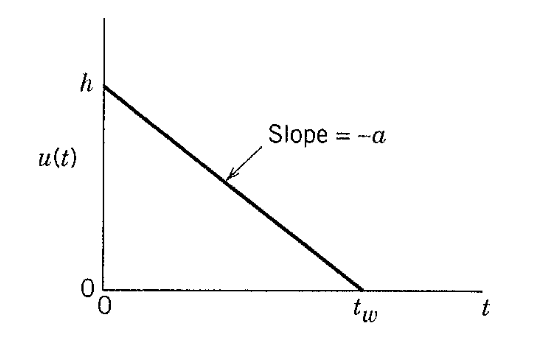 h
Slope = -a
u(t)
0
0
t_w
t